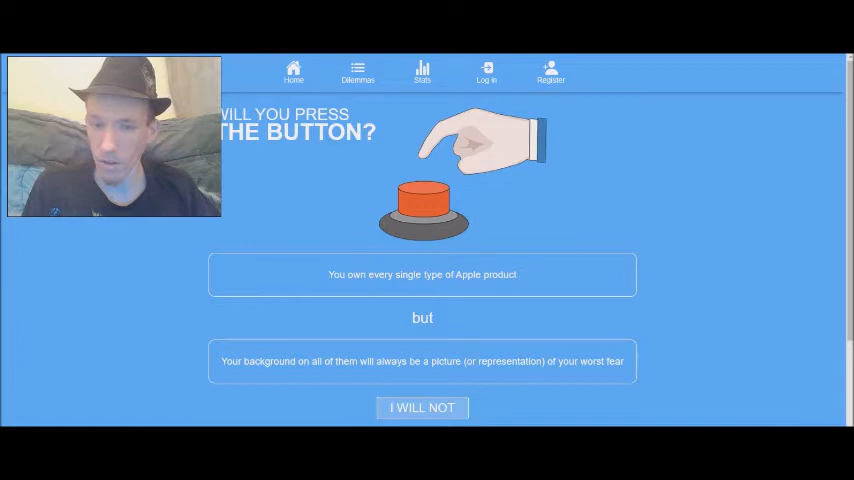 Home
Dilemmas
Stats
Log in
Register
WILL YOU PRESS
THE BUTTON?
You own every single type of Apple product
but
Your background on all of them will always be a picture (or representation) of your worst fear
I WILL NOT